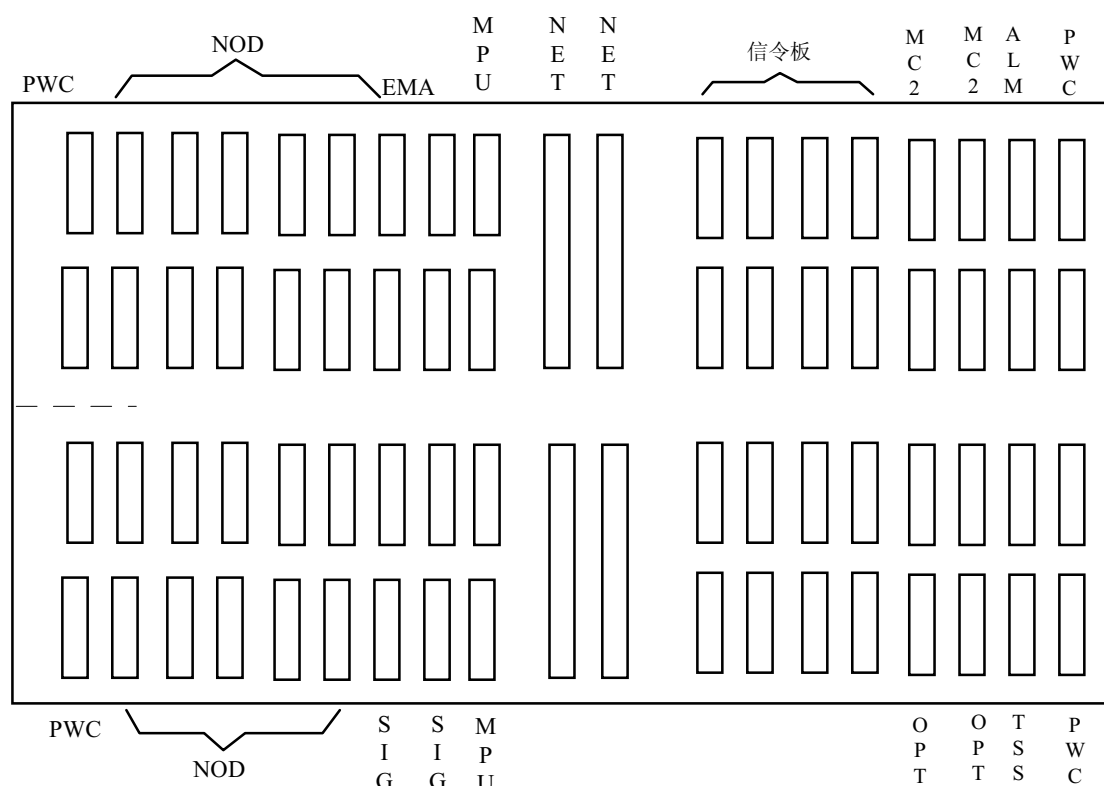 NOD
PWC
EMA
MPU
NET
NET
信令板
MC2
MC2
ALM
PWC
PWC
NOD
SIG
SIG
MPU
OPT
OPT
TSS
PWC